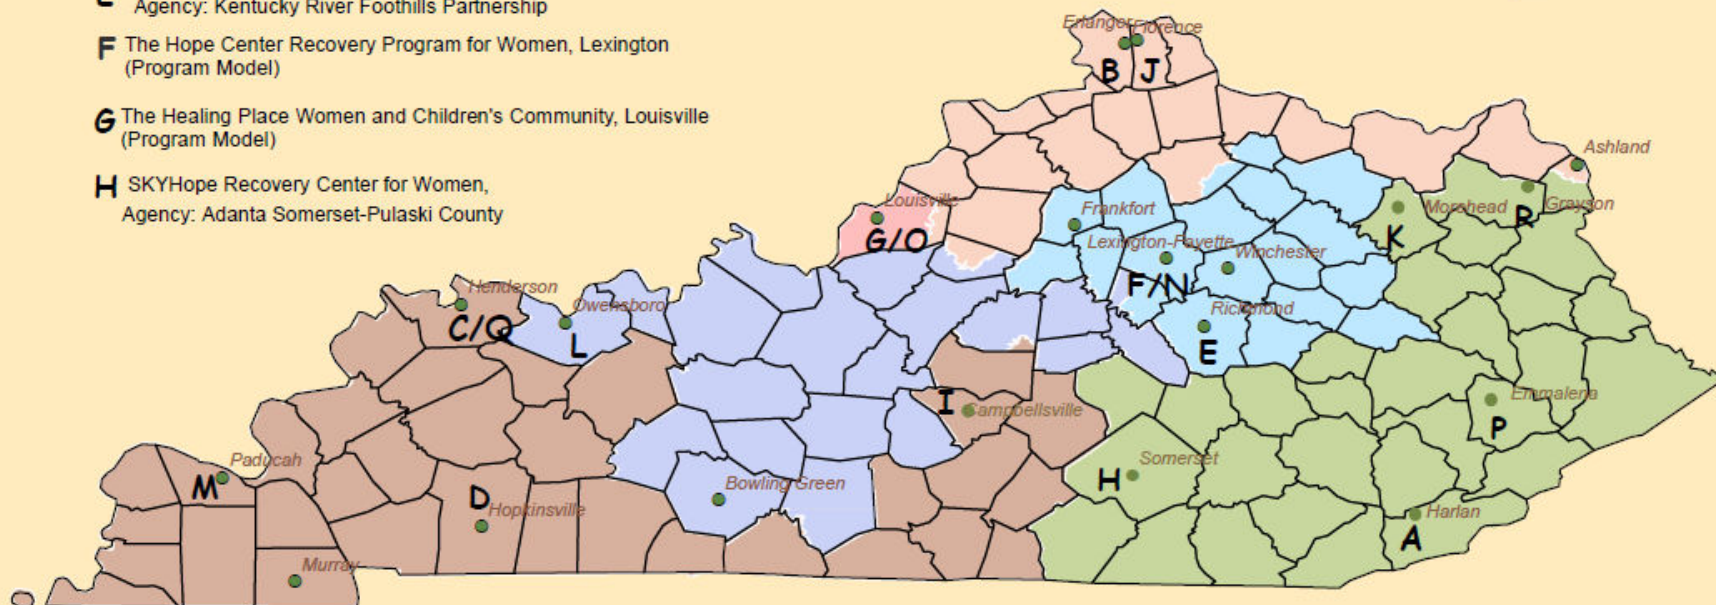 Agency: Kentucky River Foothills Partnership
F The Hope Center Recovery Program for Women, Lexington
(Program Model)
G The Healing Place Women and Children's Community, Louisville
(Program Model)
H SKYHope Recovery Center for Women,
Agency: Adanta Somerset-Pulaski County
Erlanger Florence
B J
Ashland
Louisville
G/O
Frankfort
Morehead
Grayson
R
K
Lexington-Fayette
Winchester
F/N
Henderson
C/Q
Owensboro
L
Richmond
E
I
Campbellsville
Emmalena
P
Paducah
M
D
Hopkinsville
Bowling Green
Somerset
H
Harlan
A
Murray